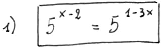 1) 5^{x-2} = 5^{1-3x}